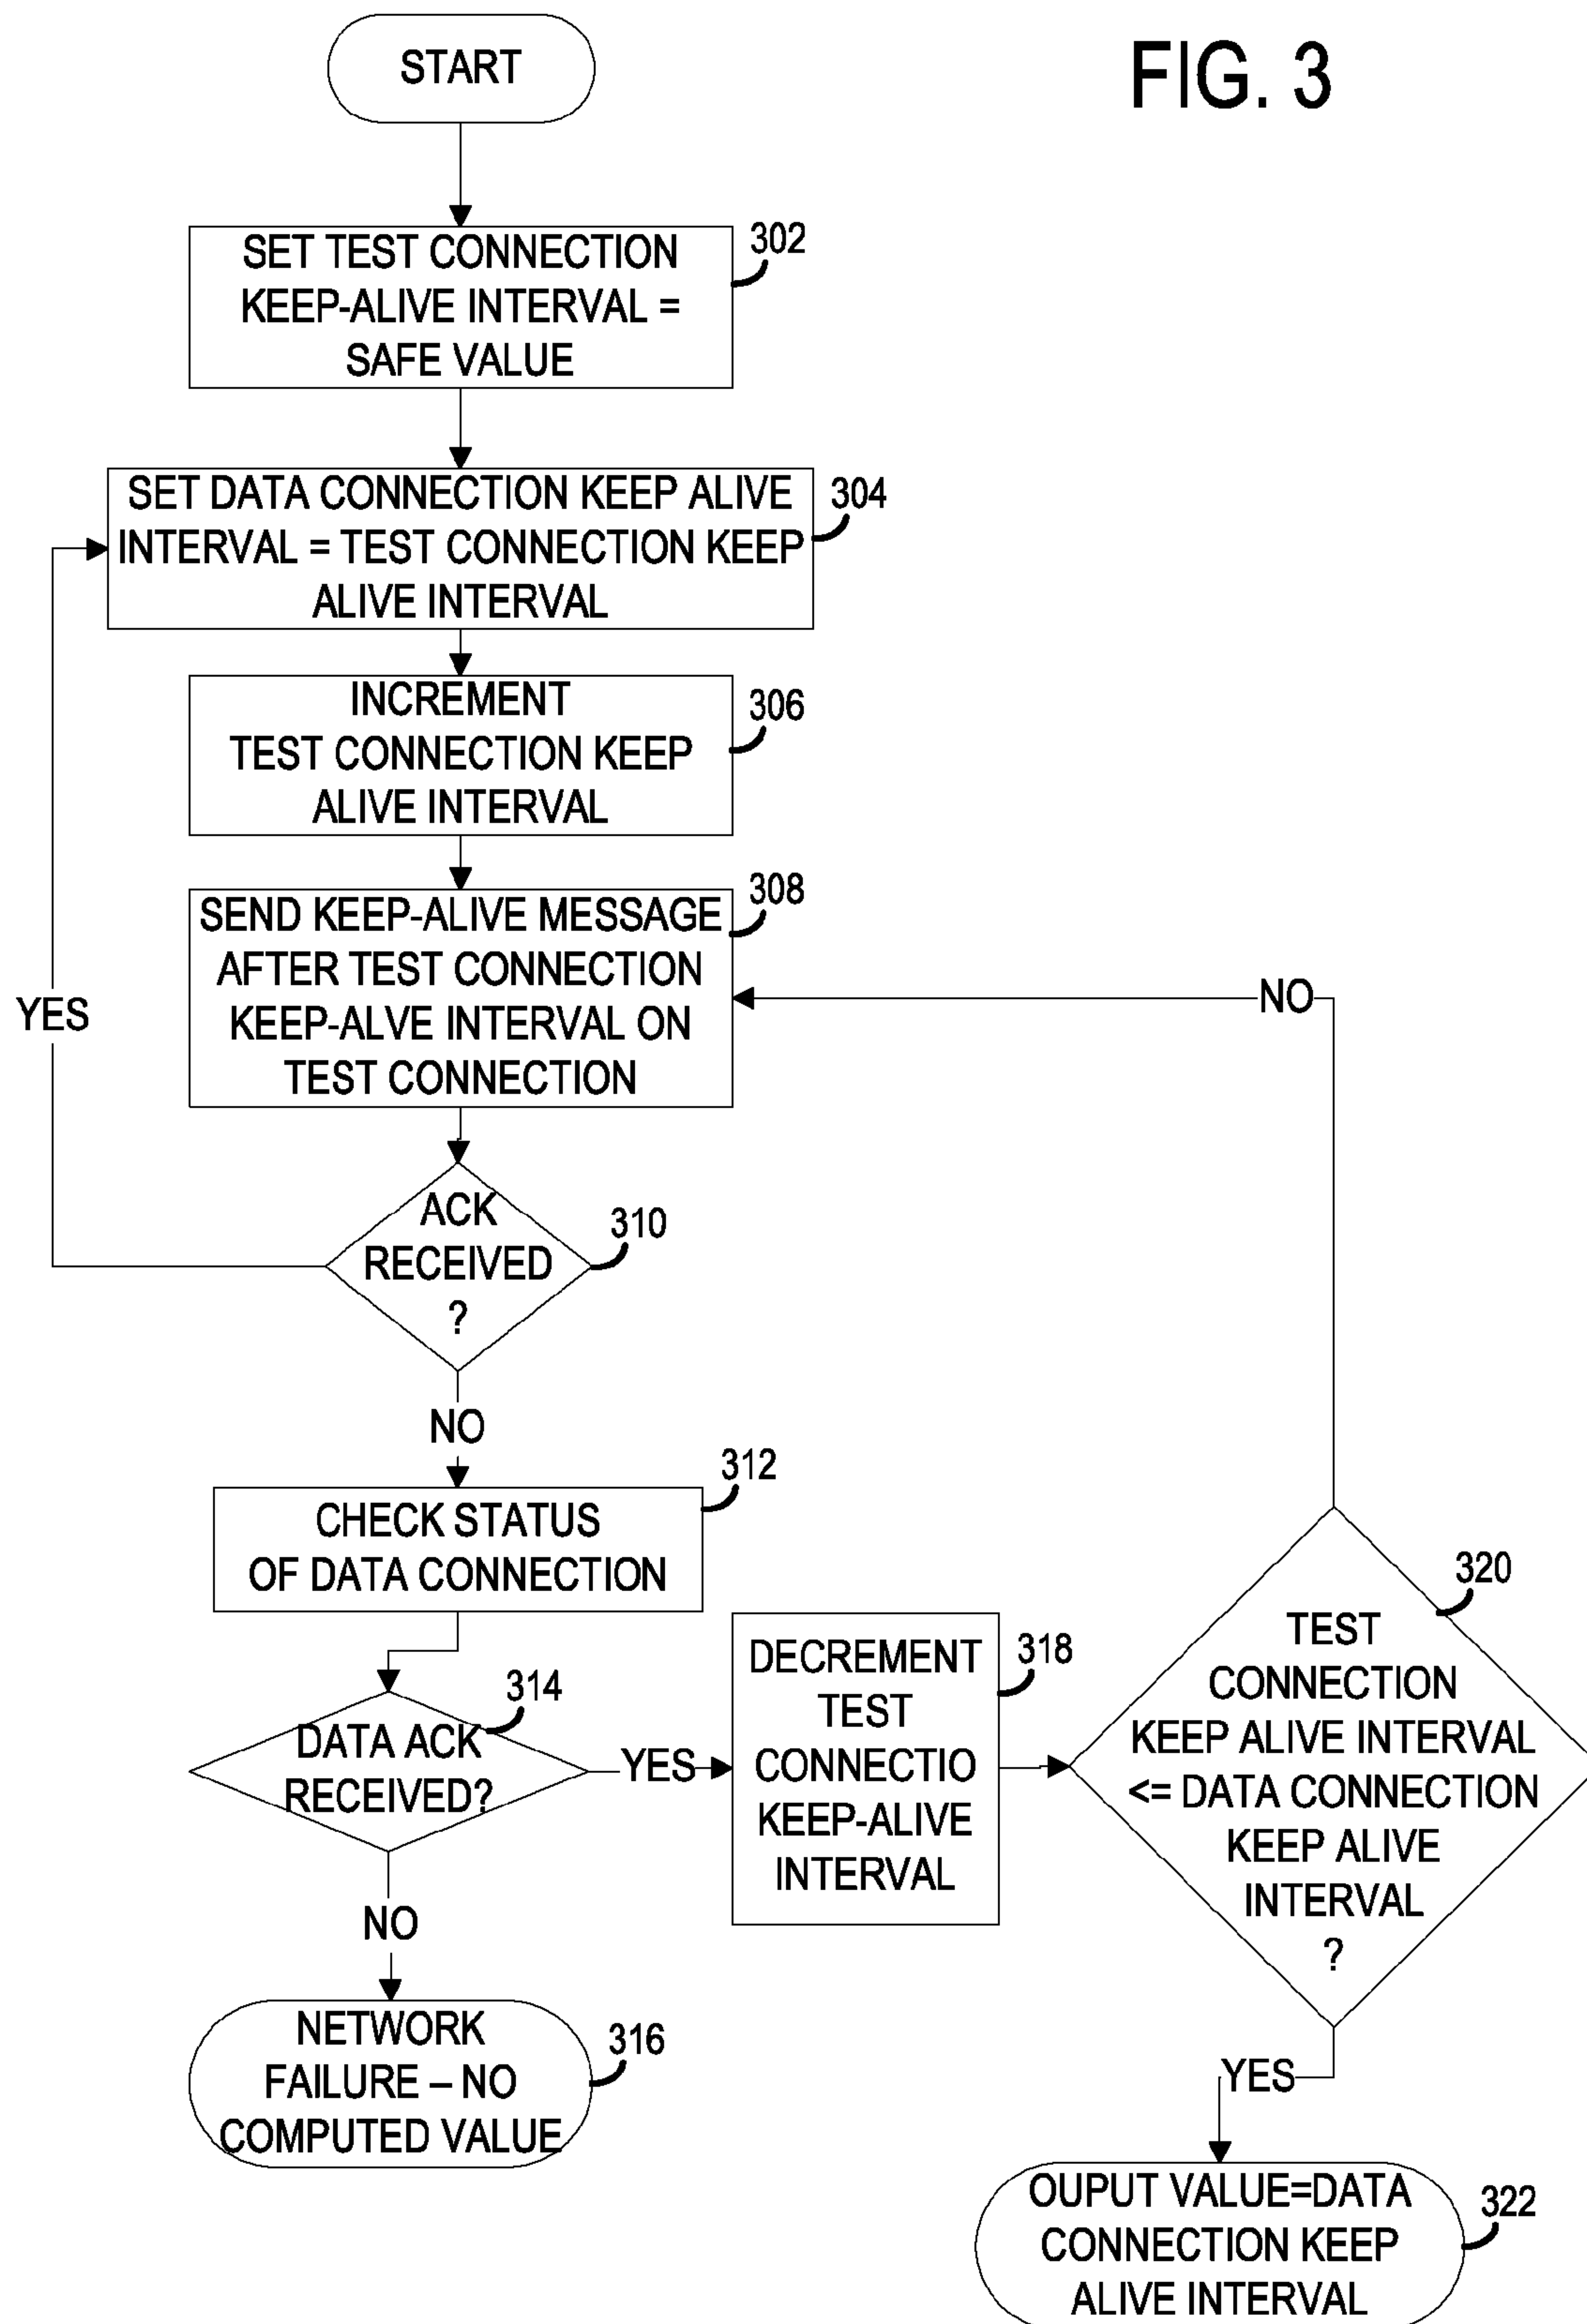 START
FIG. 3
SET TEST CONNECTION
KEEP-ALIVE INTERVAL =
SAFE VALUE
302
SET DATA CONNECTION KEEP ALIVE
INTERVAL = TEST CONNECTION KEEP
ALIVE INTERVAL
304
INCREMENT
TEST CONNECTION KEEP
ALIVE INTERVAL
306
SEND KEEP-ALIVE MESSAGE
AFTER TEST CONNECTION
KEEP-ALVE INTERVAL ON
TEST CONNECTION
308
NO
YES
ACK
RECEIVED
?
310
NO
CHECK STATUS
OF DATA CONNECTION
312
DATA ACK
RECEIVED?
314
YES
DECREMENT
TEST
CONNECTIO
KEEP-ALIVE
INTERVAL
318
TEST
CONNECTION
KEEP ALIVE INTERVAL
<= DATA CONNECTION
KEEP ALIVE
INTERVAL
?
320
NO
NETWORK
FAILURE – NO
COMPUTED VALUE
316
YES
OUPUT VALUE=DATA
CONNECTION KEEP
ALIVE INTERVAL
322